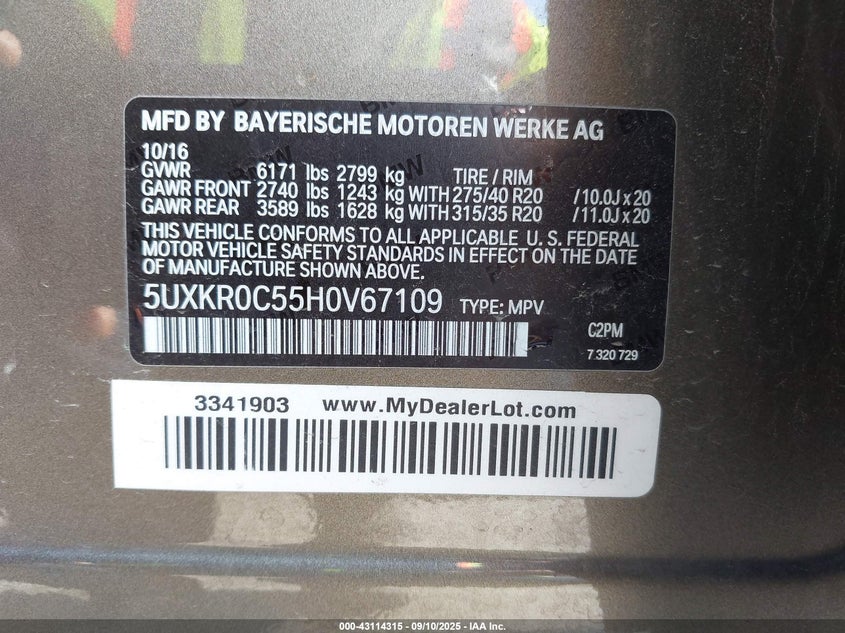 MFD BY BAYERISCHE MOTOREN WERKE AG
10/16
GVWR 6171 lbs 2799 kg TIRE / RIM
GAWR FRONT 2740 lbs 1243 kg WITH 275/40 R20 / 10.0J x 20
GAWR REAR 3589 lbs 1628 kg WITH 315/35 R20 / 11.0J x 20
THIS VEHICLE CONFORMS TO ALL APPLICABLE U. S. FEDERAL
MOTOR VEHICLE SAFETY STANDARDS IN EFFECT ON THE DATE
OF MANUFACTURE SHOWN ABOVE.
5UXKR0C55H0V67109 TYPE: MPV
C2PM
7 320 729
3341903 www.MyDealerLot.com
000-43114315 - 09/10/2025 - IAA Inc.